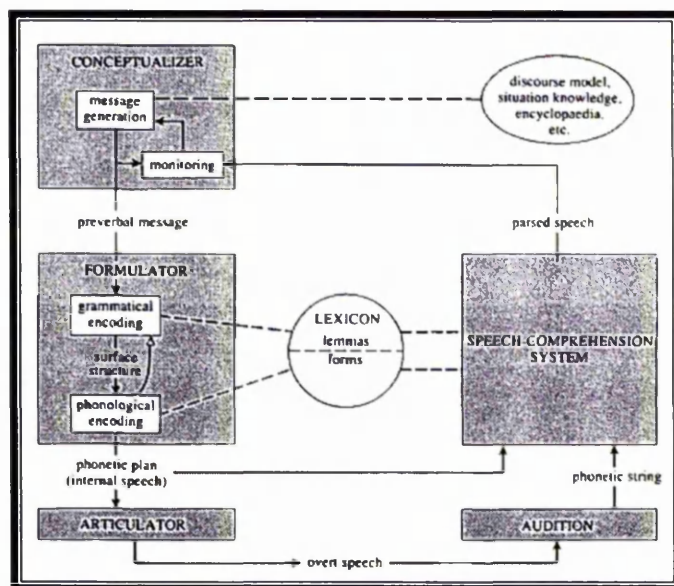 CONCEPTUALIZER
message
generation
monitoring
discourse model,
situation knowledge,
encyclopaedia,
etc.
preverbal message
parsed speech
FORMULATOR
grammatical
encoding
surface
structure
phonological
encoding
LEXICON
lemmas
forms
SPEECH-COMPREHENSION
SYSTEM
phonetic plan
(internal speech)
phonetic string
ARTICULATOR
AUDITION
overt speech